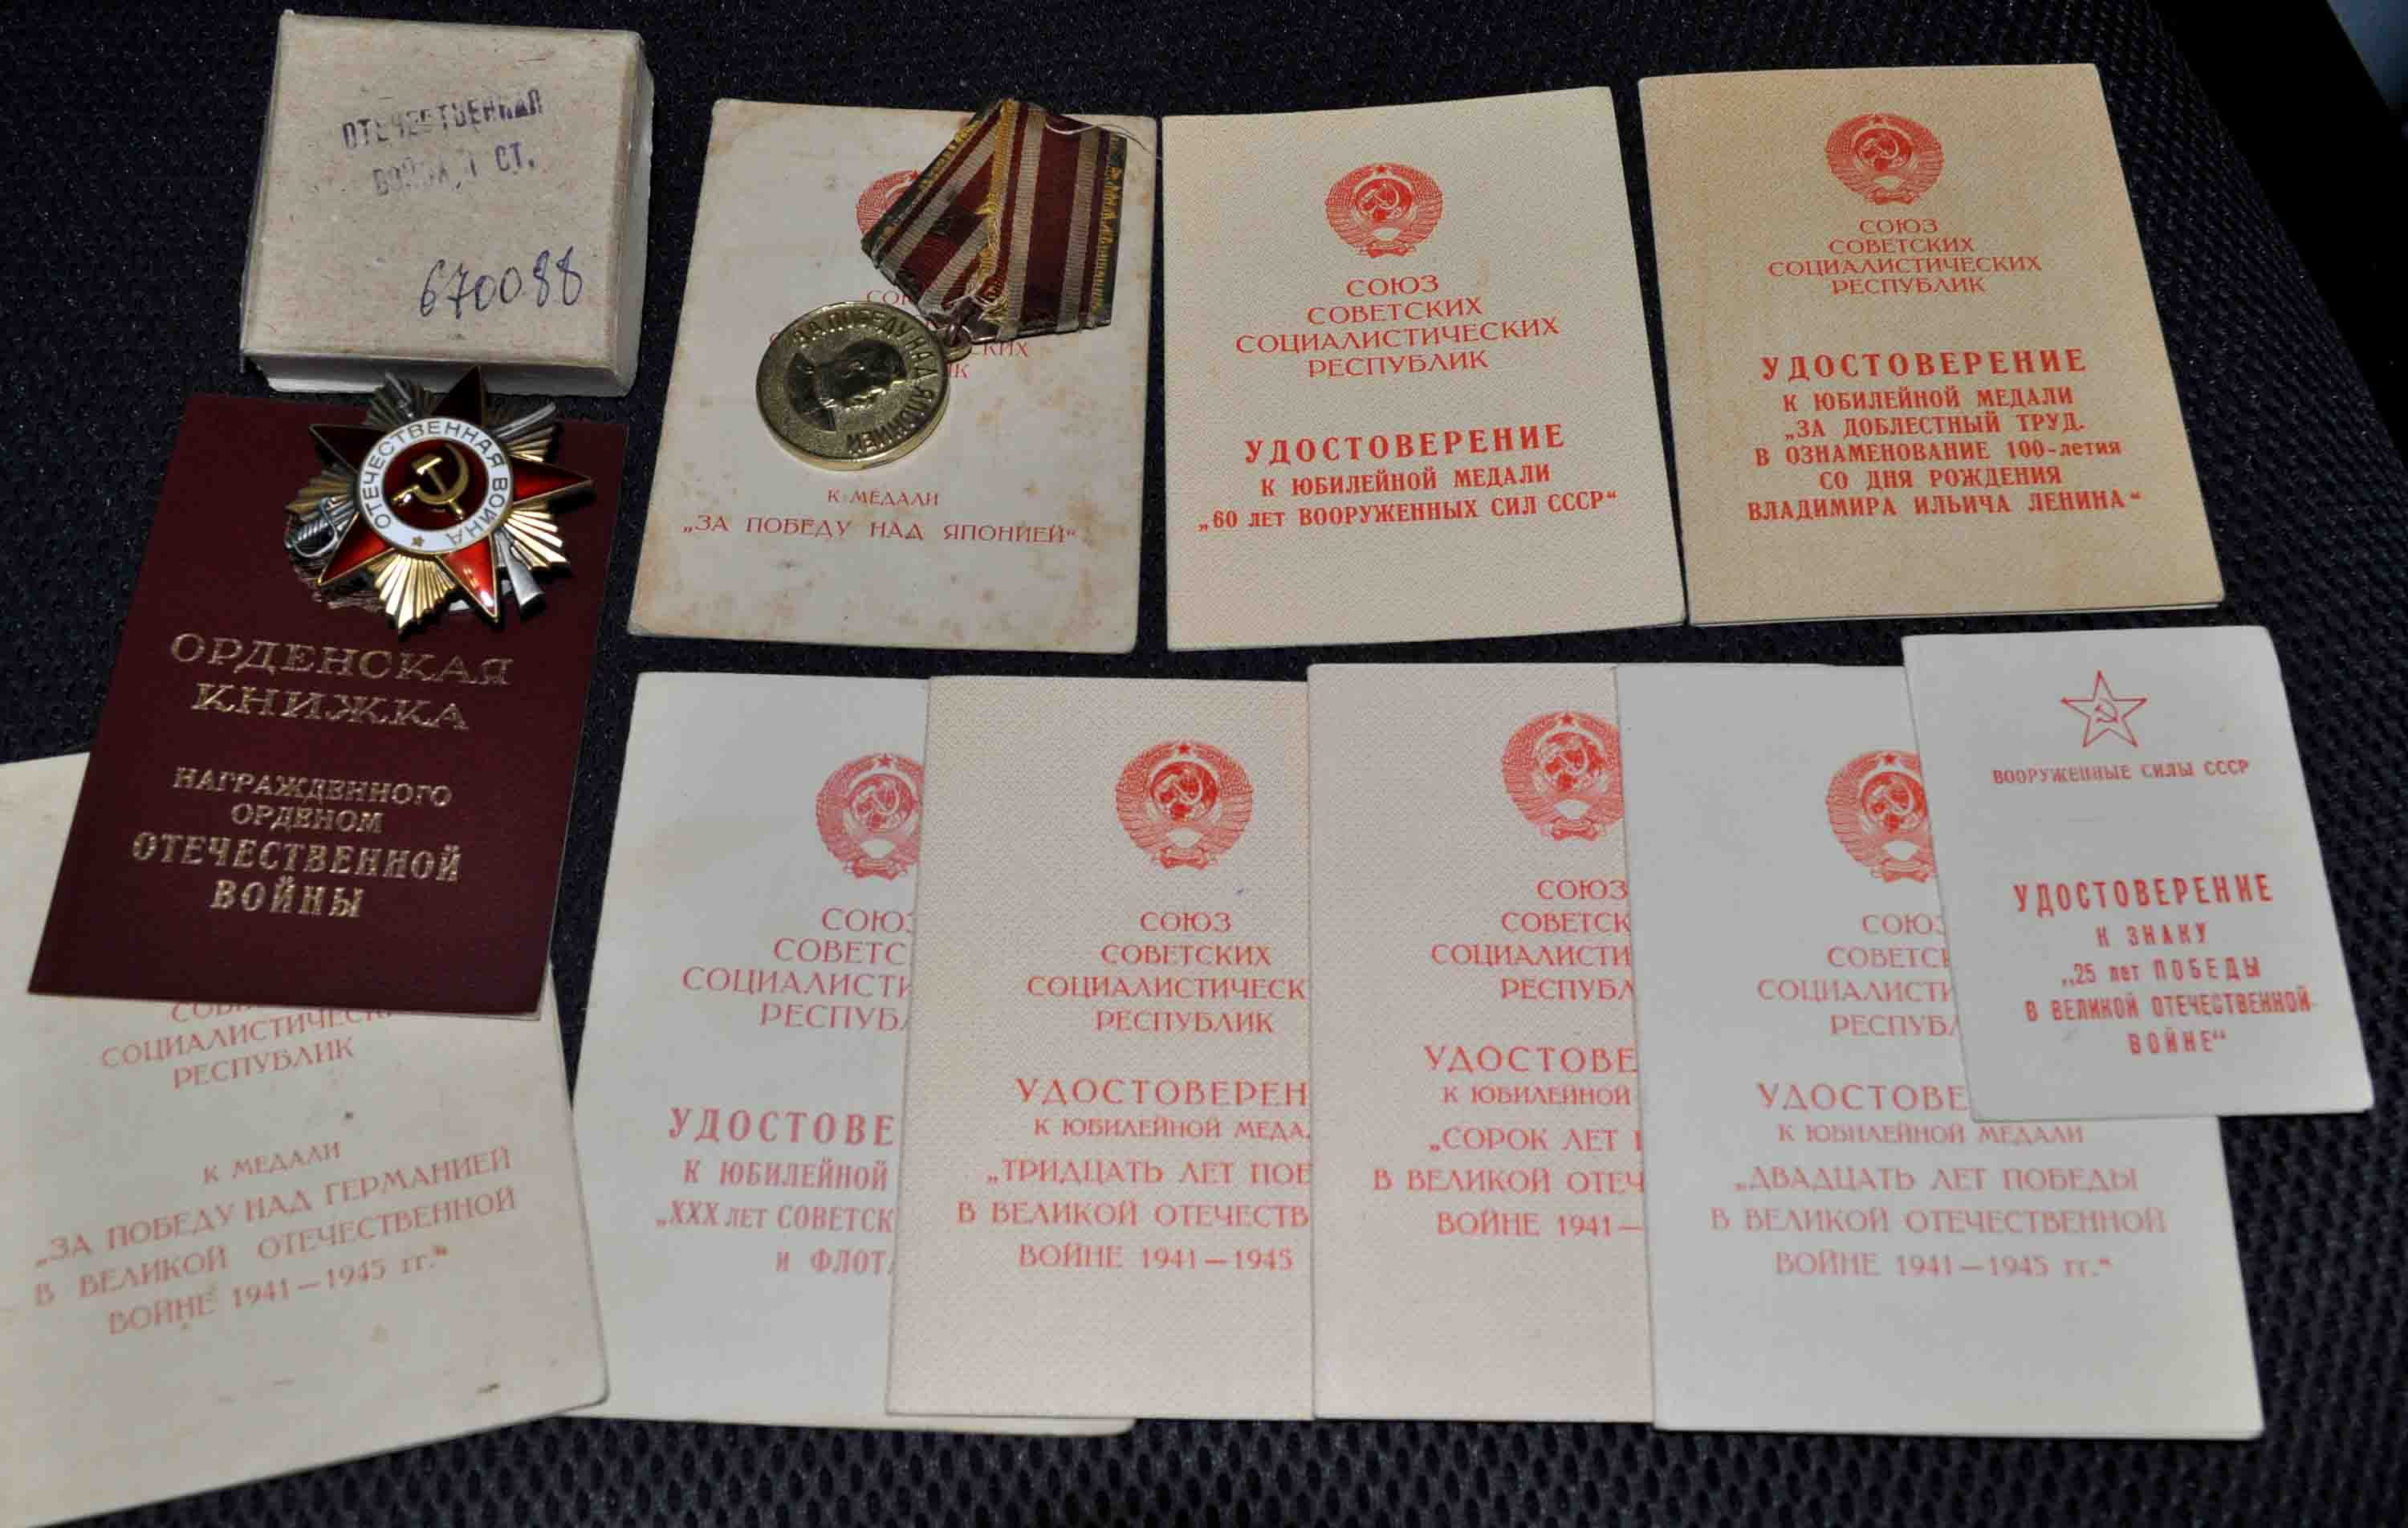 ОТЕЧЕСТВЕННАЯ
ВОЙНА, I СТ.
670088
ОТЕЧЕСТВЕННАЯ ВОЙНА
ОРДЕНСКАЯ
КНИЖКА
НАГРАЖДЕННОГО
ОРДЕНОМ
ОТЕЧЕСТВЕННОЙ
ВОЙНЫ
СОЦИАЛИСТИЧЕСК
РЕСПУБЛИК
К МЕДАЛИ
„ЗА ПОБЕДУ НАД ГЕРМАНИЕЙ
В ВЕЛИКОЙ ОТЕЧЕСТВЕННОЙ
ВОЙНЕ 1941—1945 гг.“
ЗА ПОБЕДУ НАД ЯПОНИЕЙ
К МЕДАЛИ
„ЗА ПОБЕДУ НАД ЯПОНИЕЙ“
СОЮЗ
СОВЕТСКИХ
СОЦИАЛИСТИЧЕСКИХ
РЕСПУБЛИК
УДОСТОВЕРЕНИЕ
К ЮБИЛЕЙНОЙ МЕДАЛИ
„60 лет ВООРУЖЕННЫХ СИЛ СССР“
СОЮЗ
СОВЕТСКИХ
СОЦИАЛИСТИЧЕСКИХ
РЕСПУБЛИК
УДОСТОВЕРЕНИЕ
К ЮБИЛЕЙНОЙ МЕДАЛИ
„ЗА ДОБЛЕСТНЫЙ ТРУД.
В ОЗНАМЕНОВАНИЕ 100-летия
СО ДНЯ РОЖДЕНИЯ
ВЛАДИМИРА ИЛЬИЧА ЛЕНИНА“
СОЮЗ
СОВЕТС
СОЦИАЛИСТИ
РЕСПУБ
УДОСТОВЕ
К ЮБИЛЕЙНОЙ
„XXX лет СОВЕТСК
и ФЛОТ
СОЮЗ
СОВЕТСКИХ
СОЦИАЛИСТИЧЕСК
РЕСПУБЛИК
УДОСТОВЕРЕН
К ЮБИЛЕЙНОЙ МЕДА
„ТРИДЦАТЬ ЛЕТ ПОБ
В ВЕЛИКОЙ ОТЕЧЕСТВ
ВОЙНЕ 1941—1945
СОЮЗ
СОВЕТСК
СОЦИАЛИСТИ
РЕСПУБЛ
УДОСТОВЕ
К ЮБИЛЕЙНОЙ
„СОРОК ЛЕТ
В ВЕЛИКОЙ ОТЕЧ
ВОЙНЕ 1941—
СОЮЗ
СОВЕТС
СОЦИАЛИСТИ
РЕСПУБ
УДОСТОВЕ
К ЮБИЛЕЙНОЙ МЕДАЛИ
„ДВАДЦАТЬ ЛЕТ ПОБЕДЫ
В ВЕЛИКОЙ ОТЕЧЕСТВЕННОЙ
ВОЙНЕ 1941—1945 гг.“
ВООРУЖЕННЫЕ СИЛЫ СССР
УДОСТОВЕРЕНИЕ
К ЗНАКУ
„25 лет ПОБЕДЫ
В ВЕЛИКОЙ ОТЕЧЕСТВЕННОЙ
ВОЙНЕ“